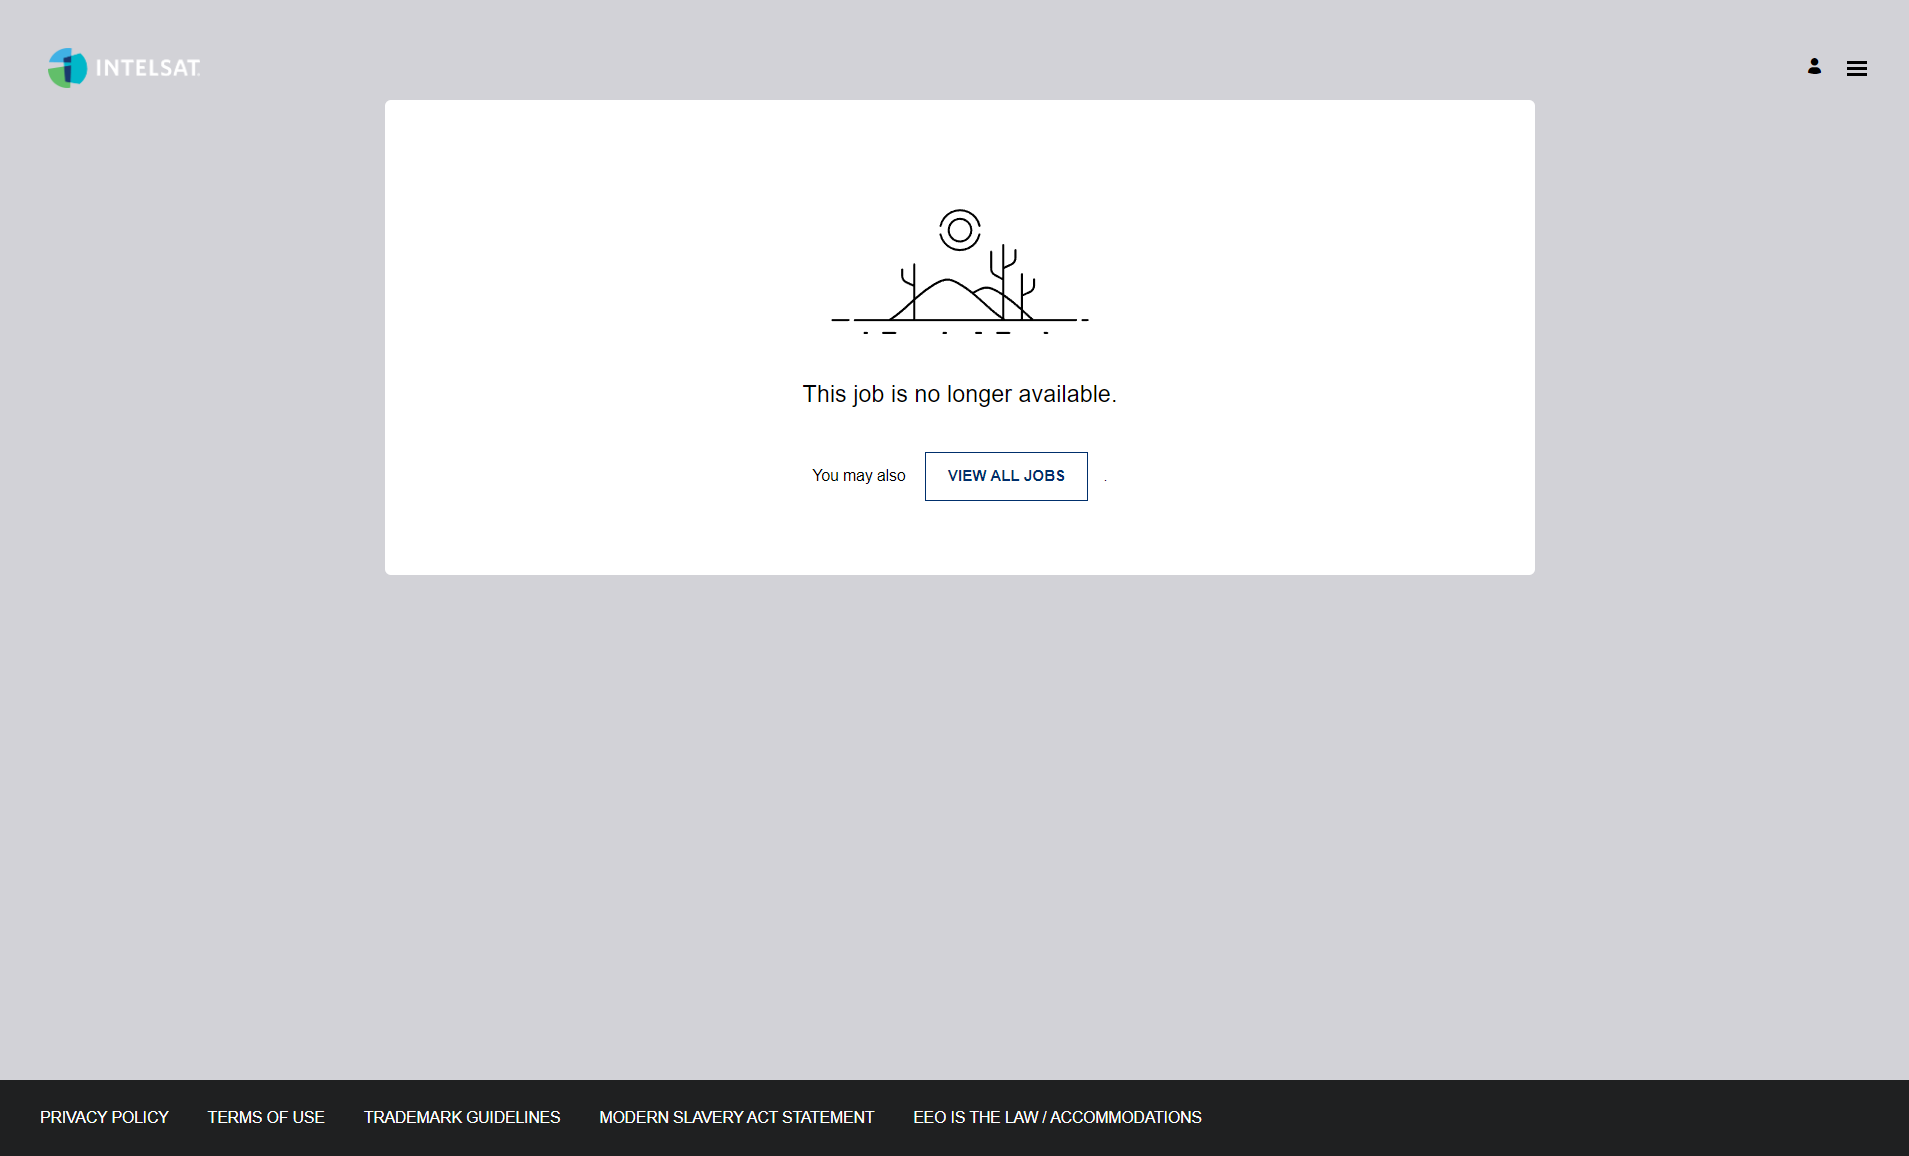 INTELSAT.
This job is no longer available.
You may also VIEW ALL JOBS .
PRIVACY POLICY TERMS OF USE TRADEMARK GUIDELINES MODERN SLAVERY ACT STATEMENT EEO IS THE LAW / ACCOMMODATIONS